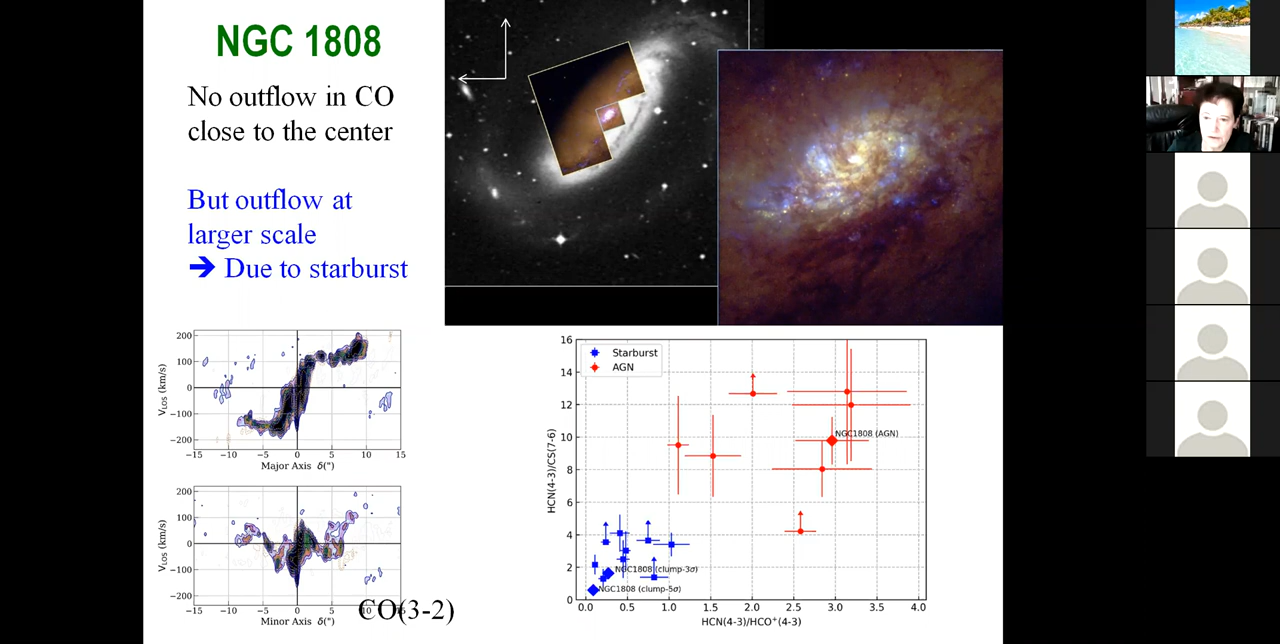 NGC 1808
No outflow in CO
close to the center
But outflow at
larger scale
➔ Due to starburst
200
100
0
−100
−200
V_LOS (km/s)
−15 −10 −5 0 5 10 15
Major Axis δ(")
200
100
0
−100
−200
V_LOS (km/s)
−15 −10 −5 0 5 10 15
Minor Axis δ(")
CO(3-2)
16
14
12
10
8
6
4
2
0
HCN(4-3)/CS(7-6)
Starburst
AGN
NGC1808 (AGN)
NGC1808 (clump-3σ)
NGC1808 (clump-5σ)
0.0 0.5 1.0 1.5 2.0 2.5 3.0 3.5 4.0
HCN(4-3)/HCO⁺(4-3)